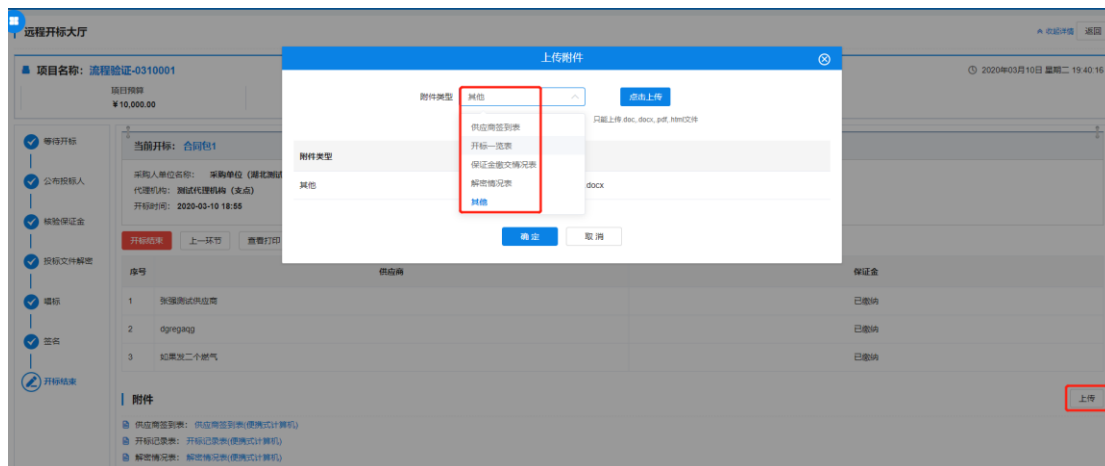 远程开标大厅
收起详情 返回
项目名称：流程验证-0310001
2020年03月10日 星期二 19:40:16
项目预算
¥10,000.00
上传附件
附件类型 其他 点击上传
只能上传 doc, docx, pdf, html文件
供应商签到表
开标一览表
保证金缴交情况表
解密情况表
其他
附件类型
其他
docx
确定 取消
等待开标
公布投标人
核验保证金
投标文件解密
唱标
签名
开标结束
当前开标：合同包1
采购人单位名称：采购单位（湖北测试
代理机构：测试代理机构（支点）
开标时间：2020-03-10 18:55
开标结束 上一环节 查看打印
序号 供应商 保证金
1 张强测试供应商 已缴纳
2 dgregaqg 已缴纳
3 如果发二个燃气 已缴纳
附件 上传
供应商签到表：供应商签到表(便携式计算机)
开标记录表：开标记录表(便携式计算机)
解密情况表：解密情况表(便携式计算机)